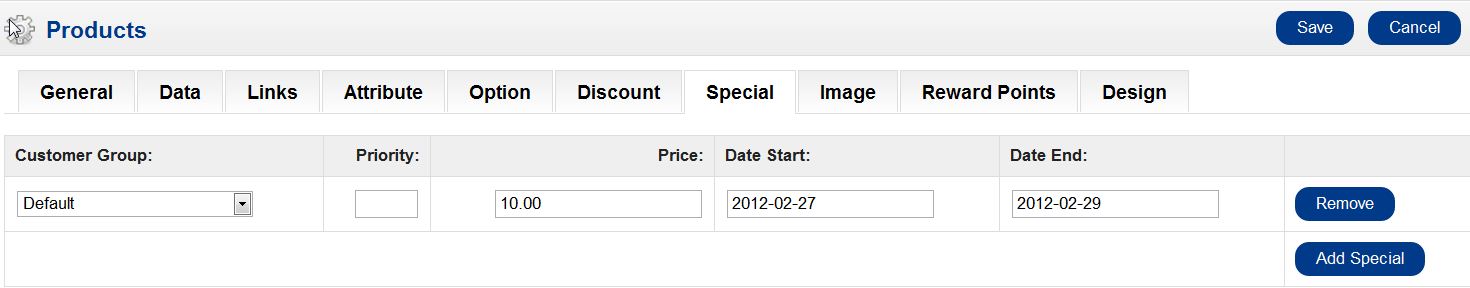 Products Save Cancel
General Data Links Attribute Option Discount Special Image Reward Points Design
Customer Group: Priority: Price: Date Start: Date End:
Default 10.00 2012-02-27 2012-02-29 Remove
Add Special